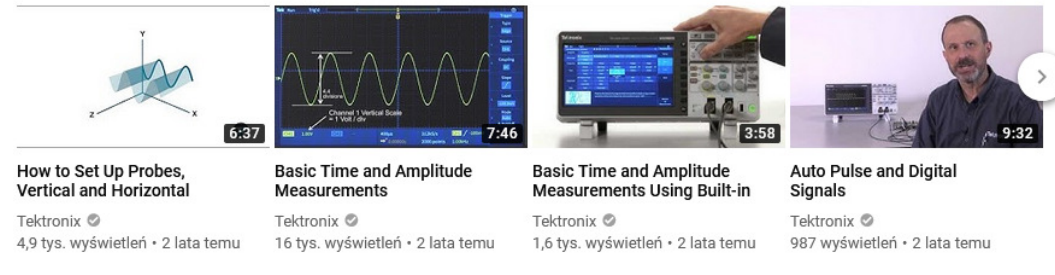 Y
Z
X
6:37
4.4
divisions
Channel 1 Vertical Scale
= 1 Volt / div
7:46
Tektronix
3:58
9:32
How to Set Up Probes,
Vertical and Horizontal
Tektronix
4,9 tys. wyświetleń • 2 lata temu
Basic Time and Amplitude
Measurements
Tektronix
16 tys. wyświetleń • 2 lata temu
Basic Time and Amplitude
Measurements Using Built-in
Tektronix
1,6 tys. wyświetleń • 2 lata temu
Auto Pulse and Digital
Signals
Tektronix
987 wyświetleń • 2 lata temu